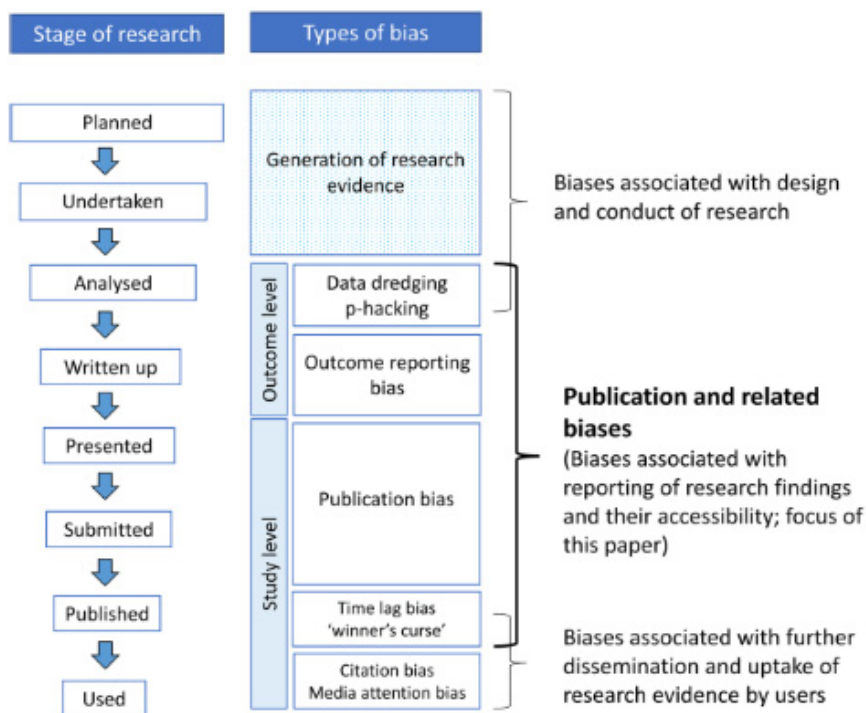 Stage of research
Types of bias
Planned
Undertaken
Analysed
Written up
Presented
Submitted
Published
Used
Generation of research
evidence
Outcome level
Data dredging
p-hacking
Outcome reporting
bias
Study level
Publication bias
Time lag bias
‘winner’s curse’
Citation bias
Media attention bias
Biases associated with design
and conduct of research
Publication and related
biases
(Biases associated with
reporting of research findings
and their accessibility; focus of
this paper)
Biases associated with further
dissemination and uptake of
research evidence by users